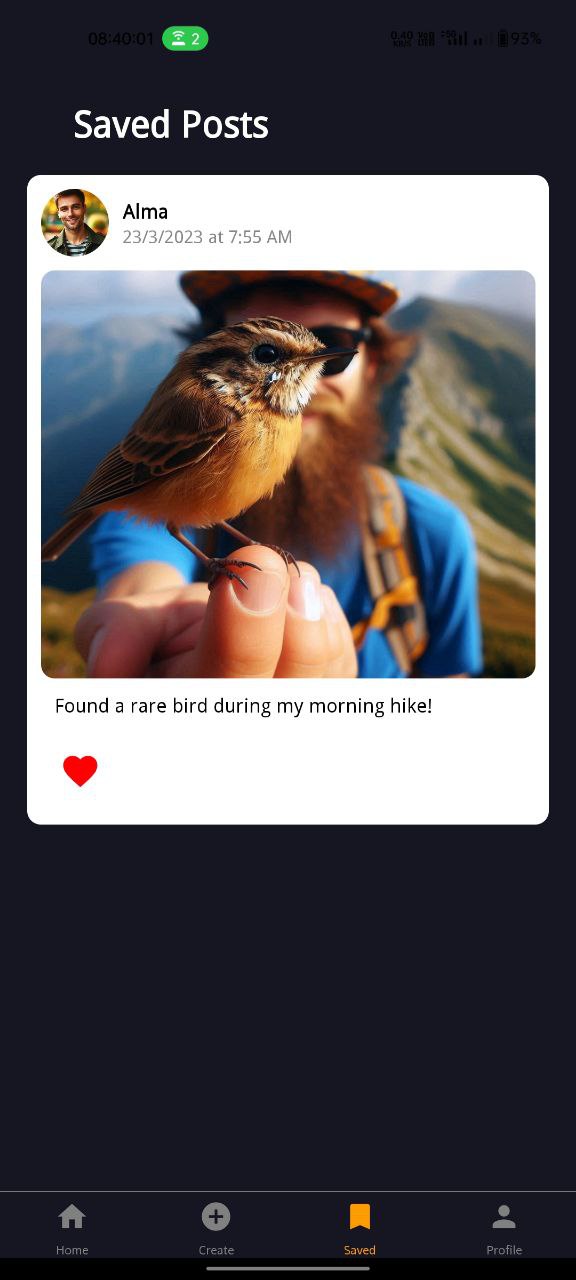 08:40:01 2 0.40 KB/S 5G 93%
Saved Posts
Alma
23/3/2023 at 7:55 AM
Found a rare bird during my morning hike!
Home Create Saved Profile